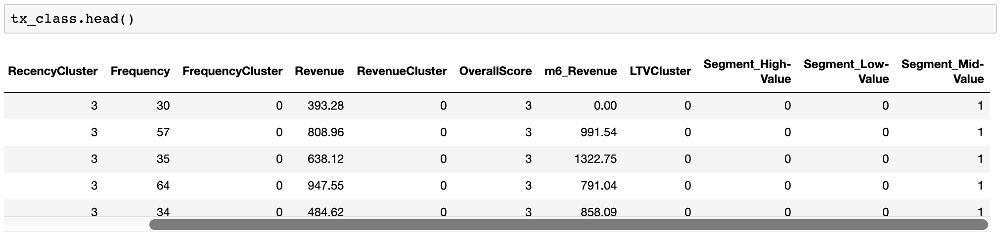 tx_class.head()
RecencyCluster Frequency FrequencyCluster Revenue RevenueCluster OverallScore m6_Revenue LTVCluster Segment_High-Value Segment_Low-Value Segment_Mid-Value
3 30 0 393.28 0 3 0.00 0 0 0 1
3 57 0 808.96 0 3 991.54 0 0 0 1
3 35 0 638.12 0 3 1322.75 0 0 0 1
3 64 0 947.55 0 3 791.04 0 0 0 1
3 34 0 484.62 0 3 858.09 0 0 0 1